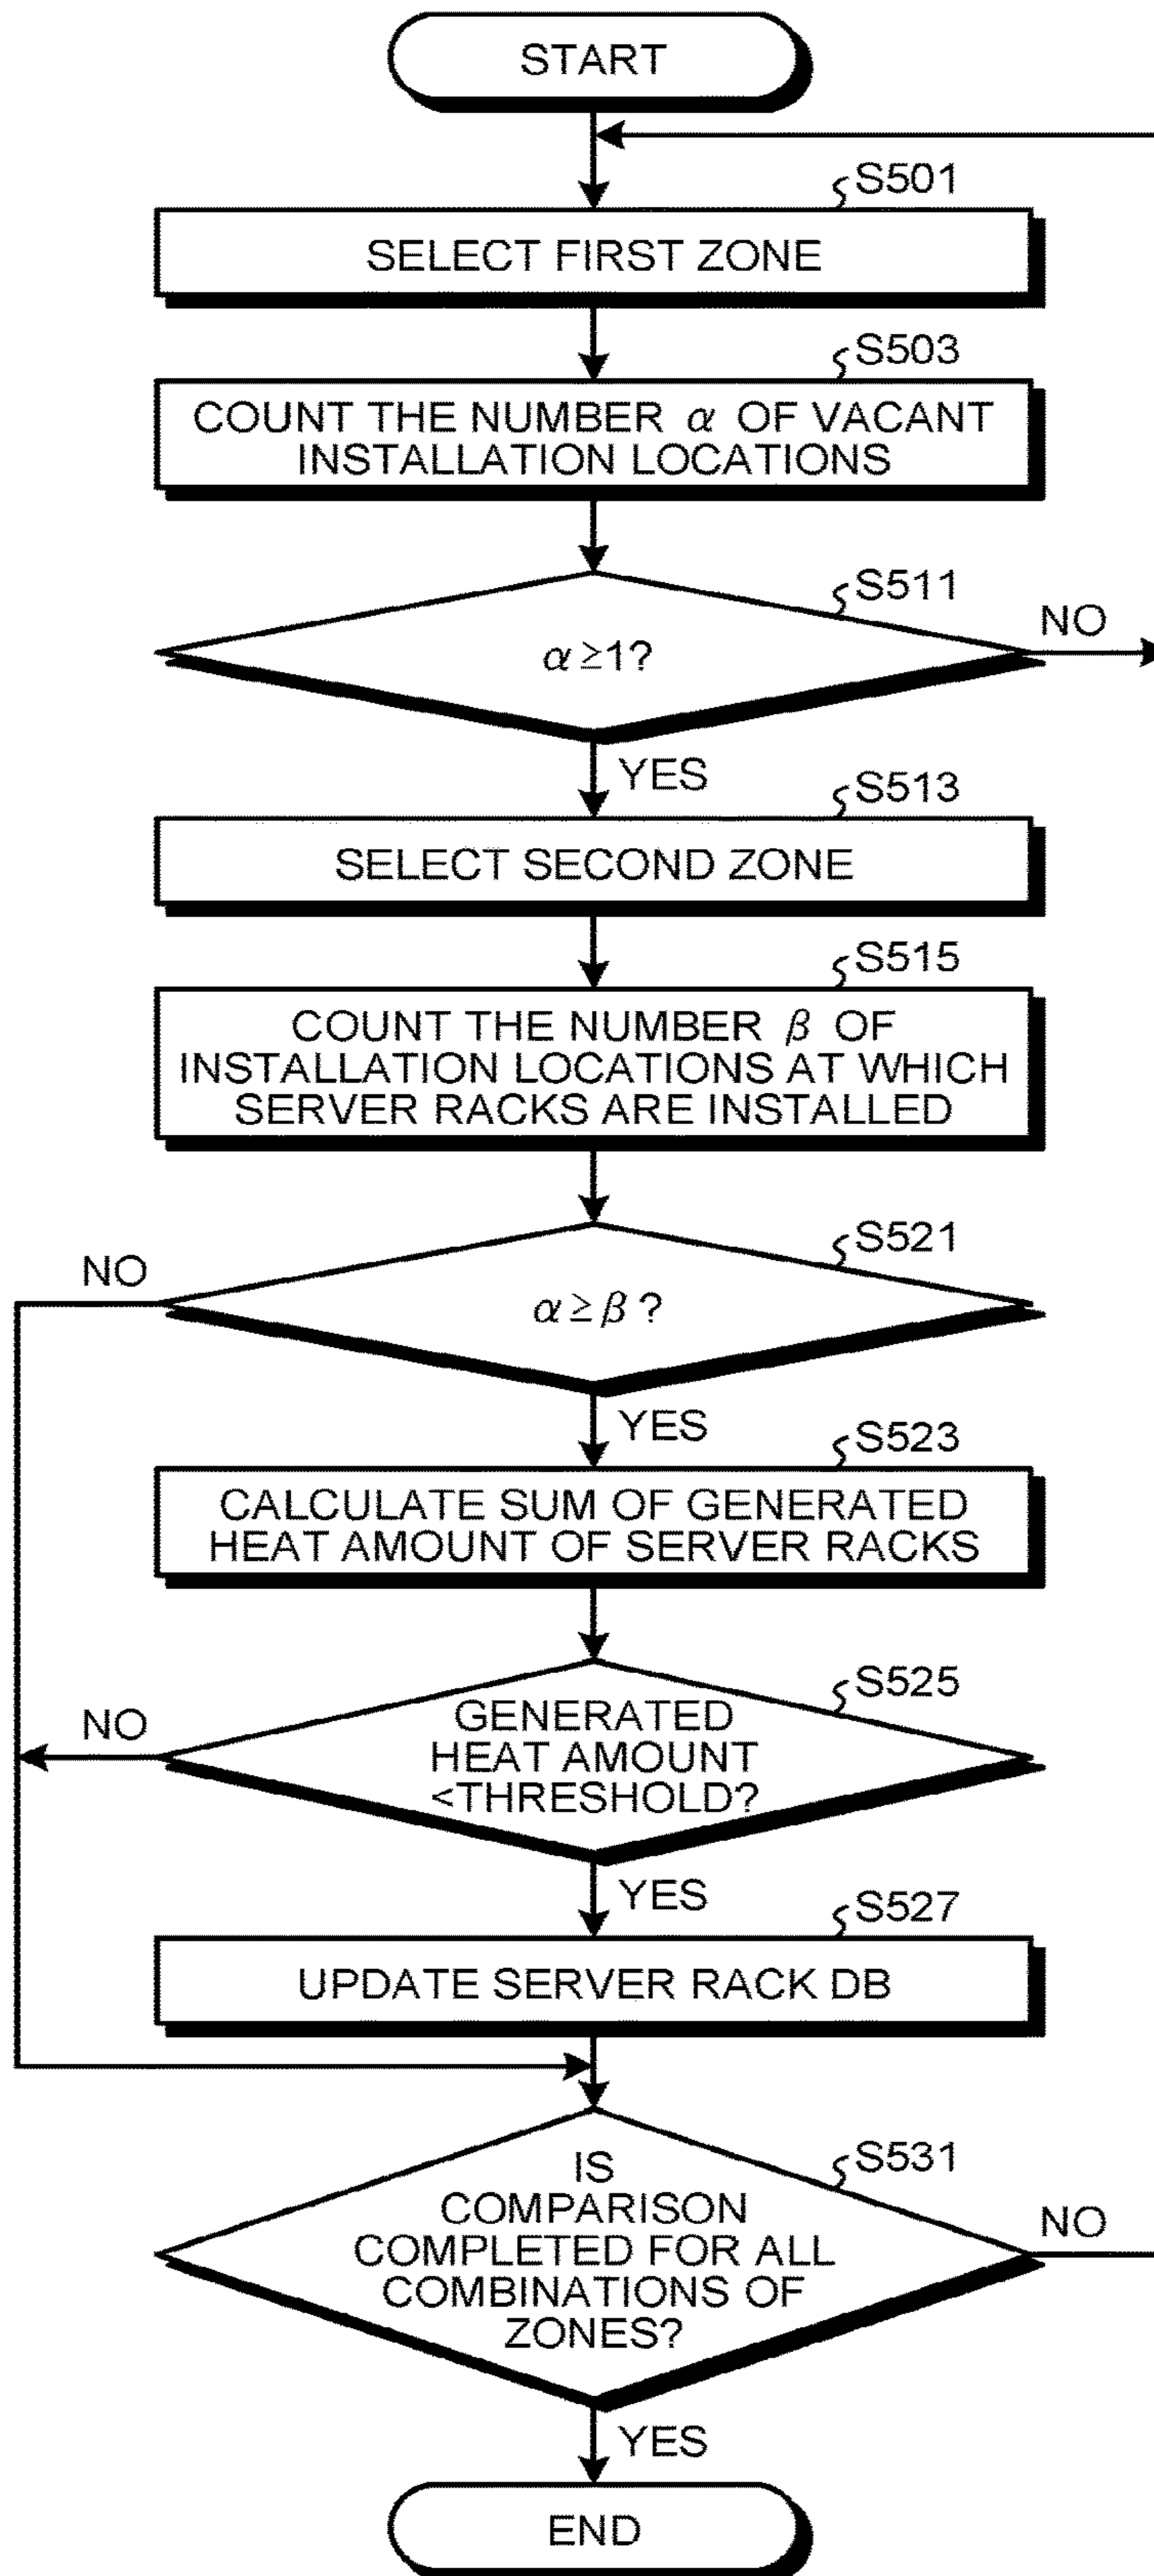 START
S501
SELECT FIRST ZONE
S503
COUNT THE NUMBER α OF VACANT
INSTALLATION LOCATIONS
S511
α≥1?
NO
YES
S513
SELECT SECOND ZONE
S515
COUNT THE NUMBER β OF
INSTALLATION LOCATIONS AT WHICH
SERVER RACKS ARE INSTALLED
S521
NO
α≥β?
YES
S523
CALCULATE SUM OF GENERATED
HEAT AMOUNT OF SERVER RACKS
S525
NO
GENERATED
HEAT AMOUNT
<THRESHOLD?
YES
S527
UPDATE SERVER RACK DB
S531
IS
COMPARISON
COMPLETED FOR ALL
COMBINATIONS OF
ZONES?
NO
YES
END